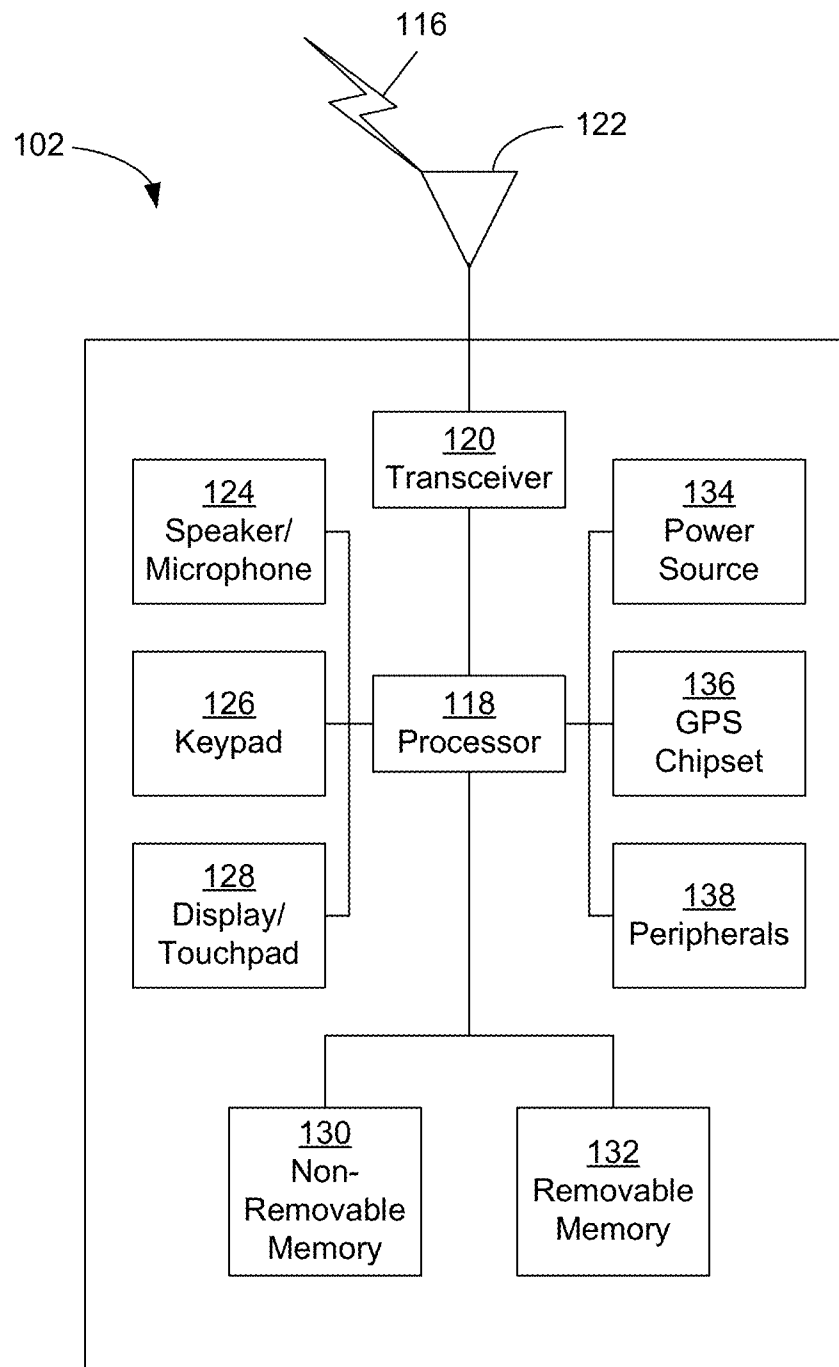 116
122
102
120
Transceiver
124
Speaker/
Microphone
134
Power
Source
126
Keypad
118
Processor
136
GPS
Chipset
128
Display/
Touchpad
138
Peripherals
130
Non-
Removable
Memory
132
Removable
Memory